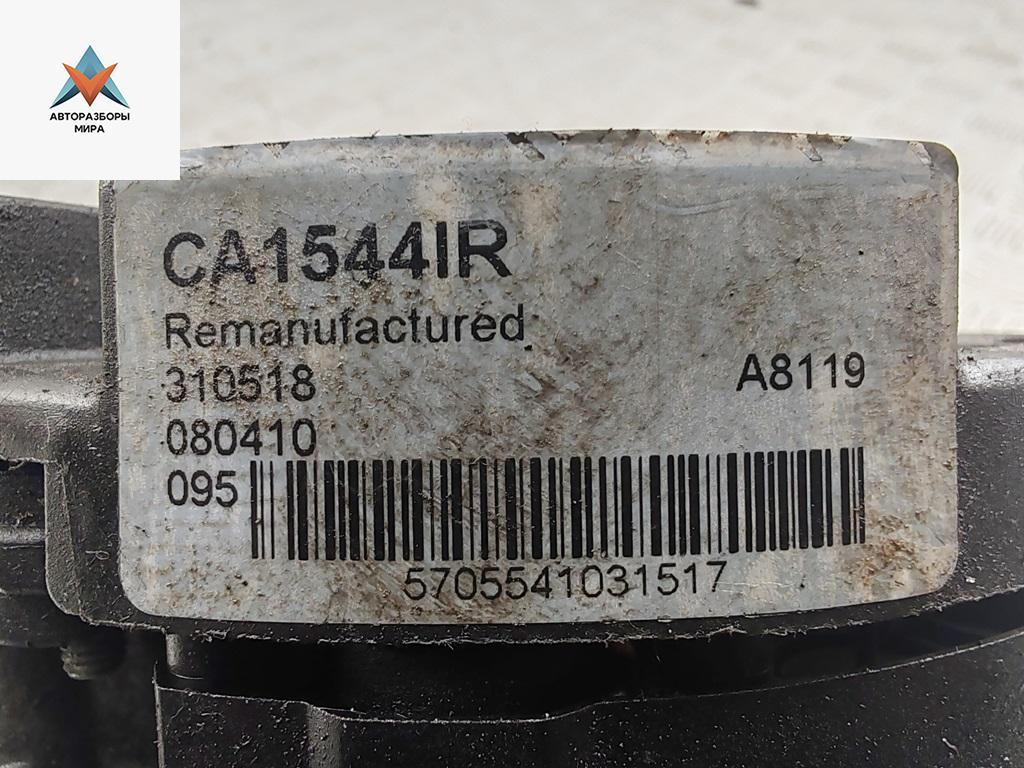 АВТОРАЗБОРЫ
МИРА
CA1544IR
Remanufactured
310518
A8119
080410
095
5705541031517